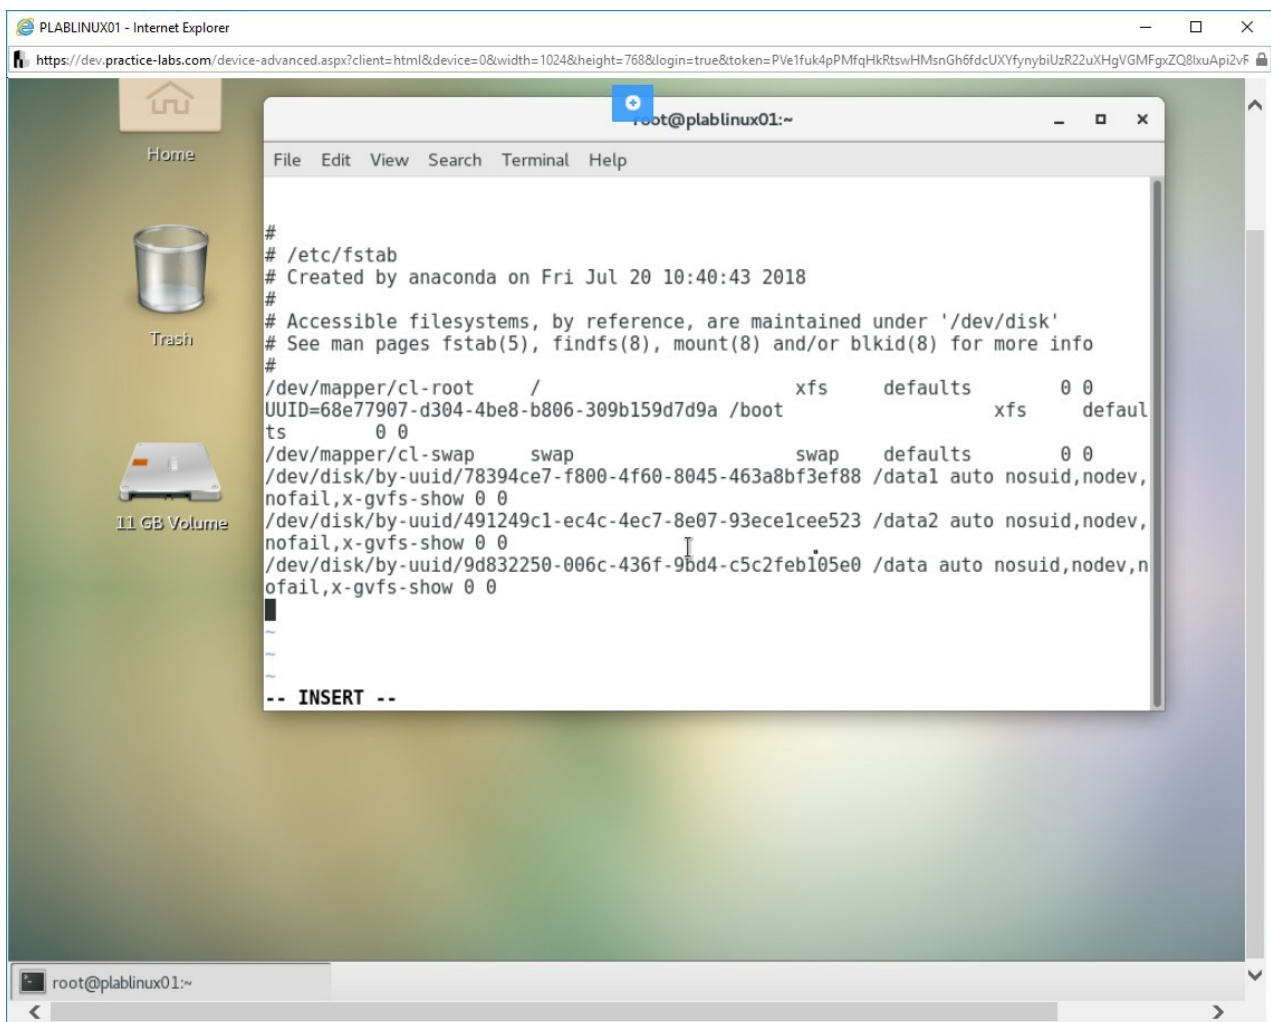 PLABLINUX01 - Internet Explorer
https://dev.practice-labs.com/device-advanced.aspx?client=html&device=0&width=1024&height=768&login=true&token=PVe1fuk4pPMfqHkRtswHMsnGh6fdcUXYfynybiUzR22uXHgVGMFgxZQ8lxuApi2vR
Home
Trash
11 GB Volume
root@plablinux01:~
File Edit View Search Terminal Help
#
# /etc/fstab
# Created by anaconda on Fri Jul 20 10:40:43 2018
#
# Accessible filesystems, by reference, are maintained under '/dev/disk'
# See man pages fstab(5), findfs(8), mount(8) and/or blkid(8) for more info
#
/dev/mapper/cl-root / xfs defaults 0 0
UUID=68e77907-d304-4be8-b806-309b159d7d9a /boot xfs defaul
ts 0 0
/dev/mapper/cl-swap swap swap defaults 0 0
/dev/disk/by-uuid/78394ce7-f800-4f60-8045-463a8bf3ef88 /data1 auto nosuid,nodev,
nofail,x-gvfs-show 0 0
/dev/disk/by-uuid/491249c1-ec4c-4ec7-8e07-93ece1cee523 /data2 auto nosuid,nodev,
nofail,x-gvfs-show 0 0
/dev/disk/by-uuid/9d832250-006c-436f-9bd4-c5c2feb105e0 /data auto nosuid,nodev,n
ofail,x-gvfs-show 0 0
~
~
~
-- INSERT --
root@plablinux01:~